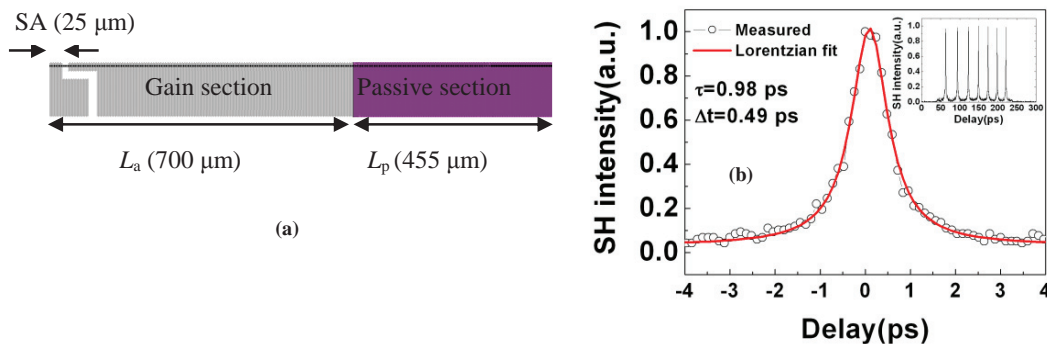 SA (25 μm)
Gain section
Passive section
La (700 μm)
Lp (455 μm)
(a)
SH intensity(a.u.)
1.0
0.8
0.6
0.4
0.2
0.0
-4 -3 -2 -1 0 1 2 3 4
Delay(ps)
Measured
Lorentzian fit
τ=0.98 ps
Δt=0.49 ps
(b)
SH intensity(a.u.)
1.0
0.8
0.6
0.4
0.2
0.0
0 50 100 150 200 250 300
Delay(ps)